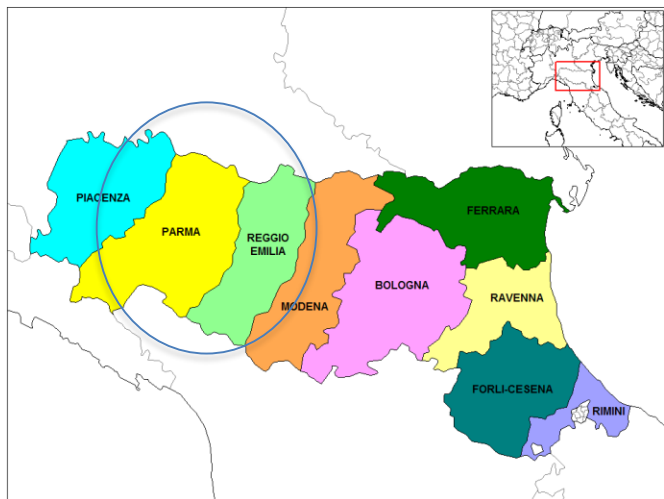 PIACENZA
PARMA
REGGIO
EMILIA
MODENA
BOLOGNA
FERRARA
RAVENNA
FORLI-CESENA
RIMINI